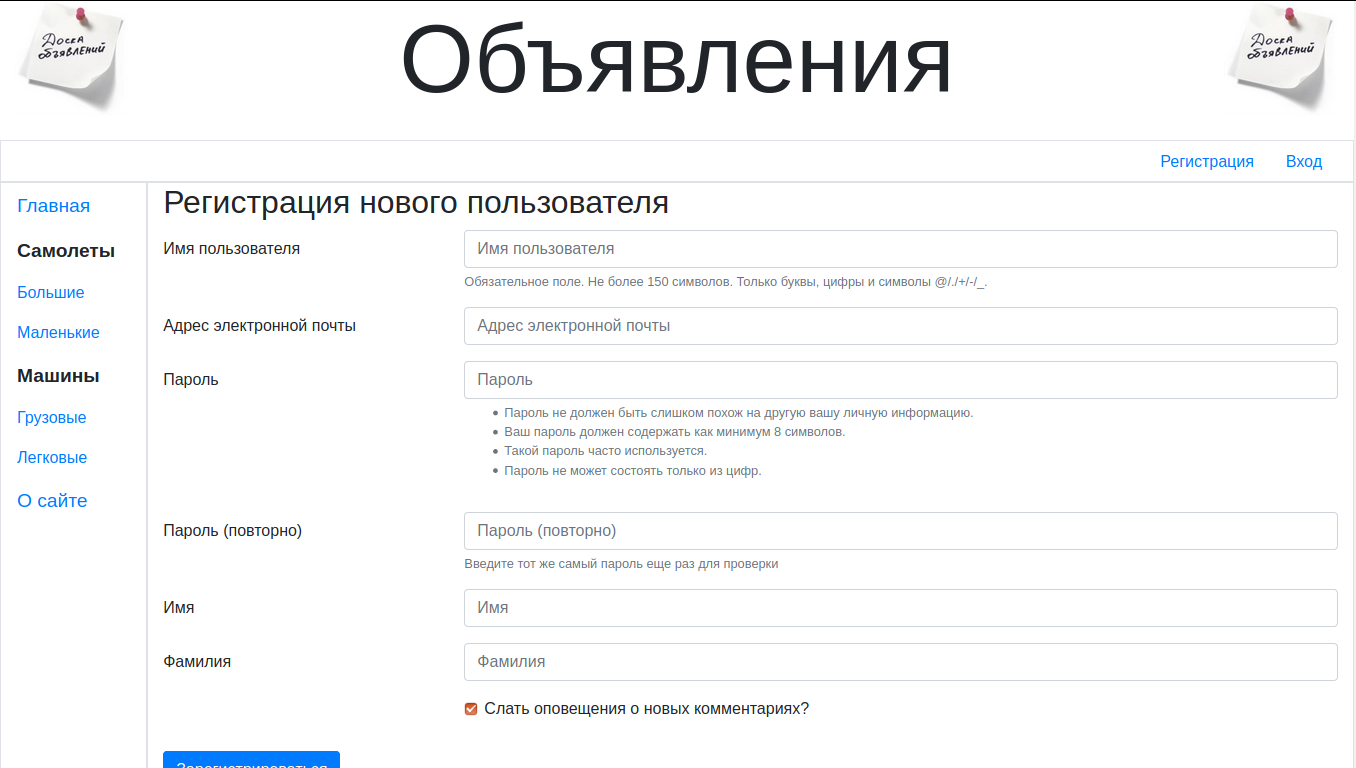 Доска
объявлений
Объявления
Доска
объявлений
Регистрация Вход
Главная
Самолеты
Большие
Маленькие
Машины
Грузовые
Легковые
О сайте
Регистрация нового пользователя
Имя пользователя
Имя пользователя
Обязательное поле. Не более 150 символов. Только буквы, цифры и символы @/./+/-/_.
Адрес электронной почты
Адрес электронной почты
Пароль
Пароль
Пароль не должен быть слишком похож на другую вашу личную информацию.
Ваш пароль должен содержать как минимум 8 символов.
Такой пароль часто используется.
Пароль не может состоять только из цифр.
Пароль (повторно)
Пароль (повторно)
Введите тот же самый пароль еще раз для проверки
Имя
Имя
Фамилия
Фамилия
Слать оповещения о новых комментариях?
Зарегистрироваться